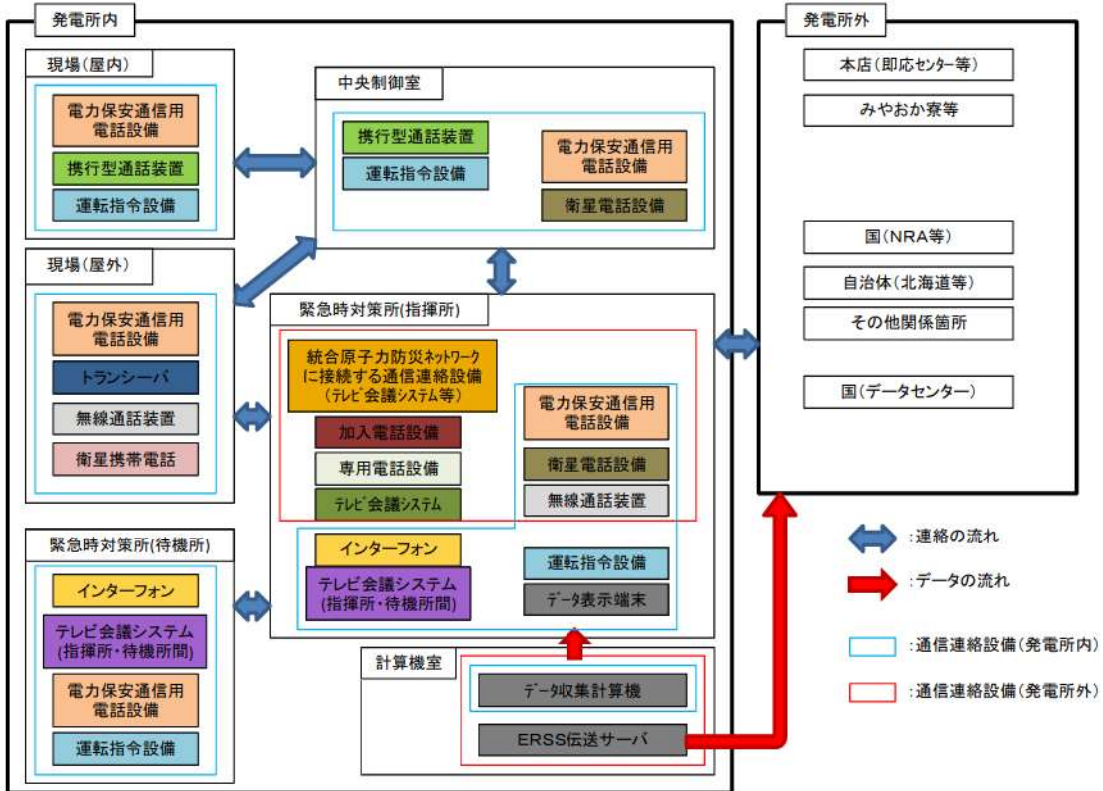 発電所内
現場(屋内)
電力保安通信用
電話設備
携行型通話装置
運転指令設備
中央制御室
携行型通話装置
運転指令設備
電力保安通信用
電話設備
衛星電話設備
現場(屋外)
電力保安通信用
電話設備
トランシーバ
無線通話装置
衛星携帯電話
緊急時対策所(指揮所)
統合原子力防災ネットワーク
に接続する通信連絡設備
(テレビ会議システム等)
加入電話設備
専用電話設備
テレビ会議システム
電力保安通信用
電話設備
衛星電話設備
無線通話装置
インターフォン
テレビ会議システム
(指揮所・待機所間)
運転指令設備
データ表示端末
緊急時対策所(待機所)
インターフォン
テレビ会議システム
(指揮所・待機所間)
電力保安通信用
電話設備
運転指令設備
計算機室
データ収集計算機
ERSS伝送サーバ
発電所外
本店(即応センター等)
みやおか寮等
国(NRA等)
自治体(北海道等)
その他関係箇所
国(データセンター)
:連絡の流れ
:データの流れ
:通信連絡設備(発電所内)
:通信連絡設備(発電所外)